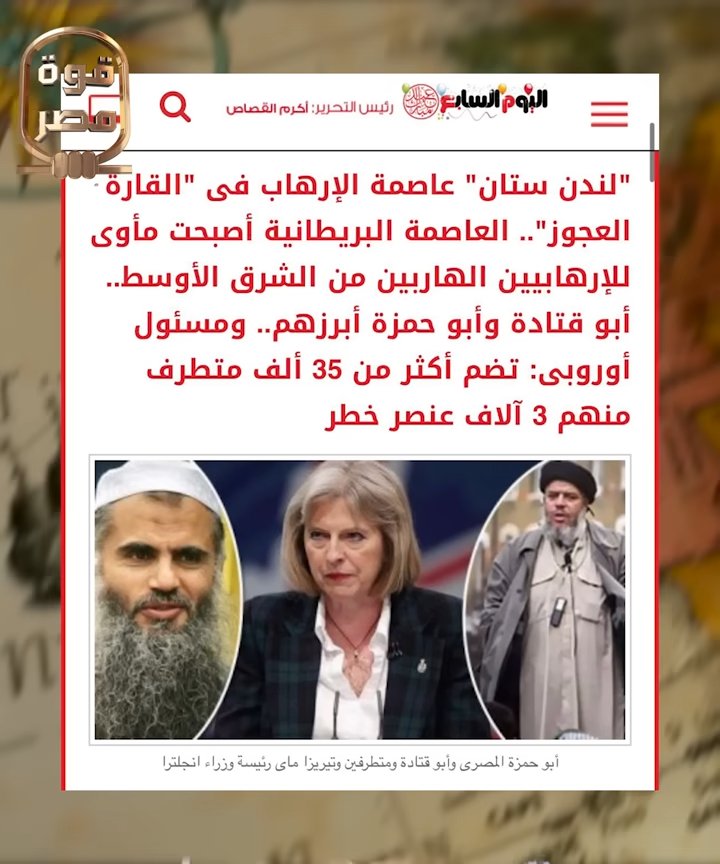 قوة
مصر
اليوم السابع
رئيس التحرير: أكرم القصاص
"لندن ستان" عاصمة الإرهاب فى "القارة
العجوز".. العاصمة البريطانية أصبحت مأوى
للإرهابيين الهاربين من الشرق الأوسط..
أبو قتادة وأبو حمزة أبرزهم.. ومسئول
أوروبى: تضم أكثر من 35 ألف متطرف
منهم 3 آلاف عنصر خطر
أبو حمزة المصرى وأبو قتادة ومتطرفين وتيريزا ماى رئيسة وزراء انجلترا